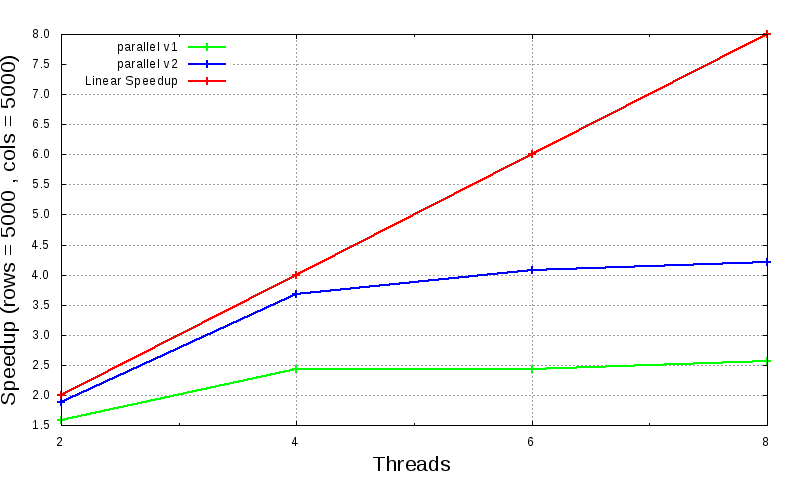 Speedup (rows = 5000 , cols = 5000)
8.0
7.5
7.0
6.5
6.0
5.5
5.0
4.5
4.0
3.5
3.0
2.5
2.0
1.5
parallel v1
parallel v2
Linear Speedup
2 4 6 8
Threads